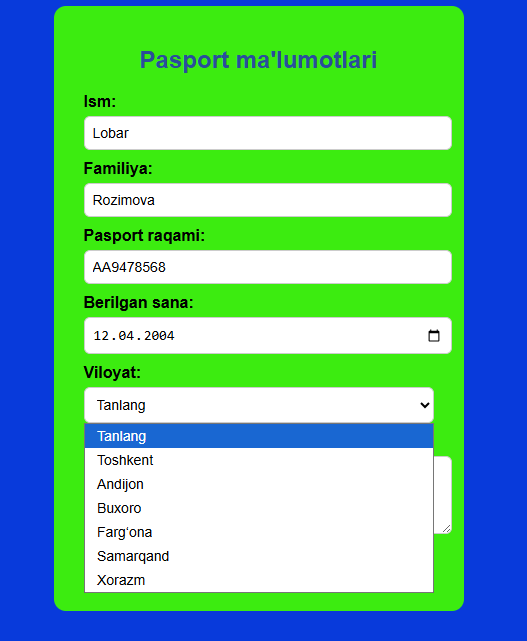 Pasport ma'lumotlari
Ism:
Lobar
Familiya:
Rozimova
Pasport raqami:
AA9478568
Berilgan sana:
12.04.2004
Viloyat:
Tanlang
Tanlang
Toshkent
Andijon
Buxoro
Farg‘ona
Samarqand
Xorazm